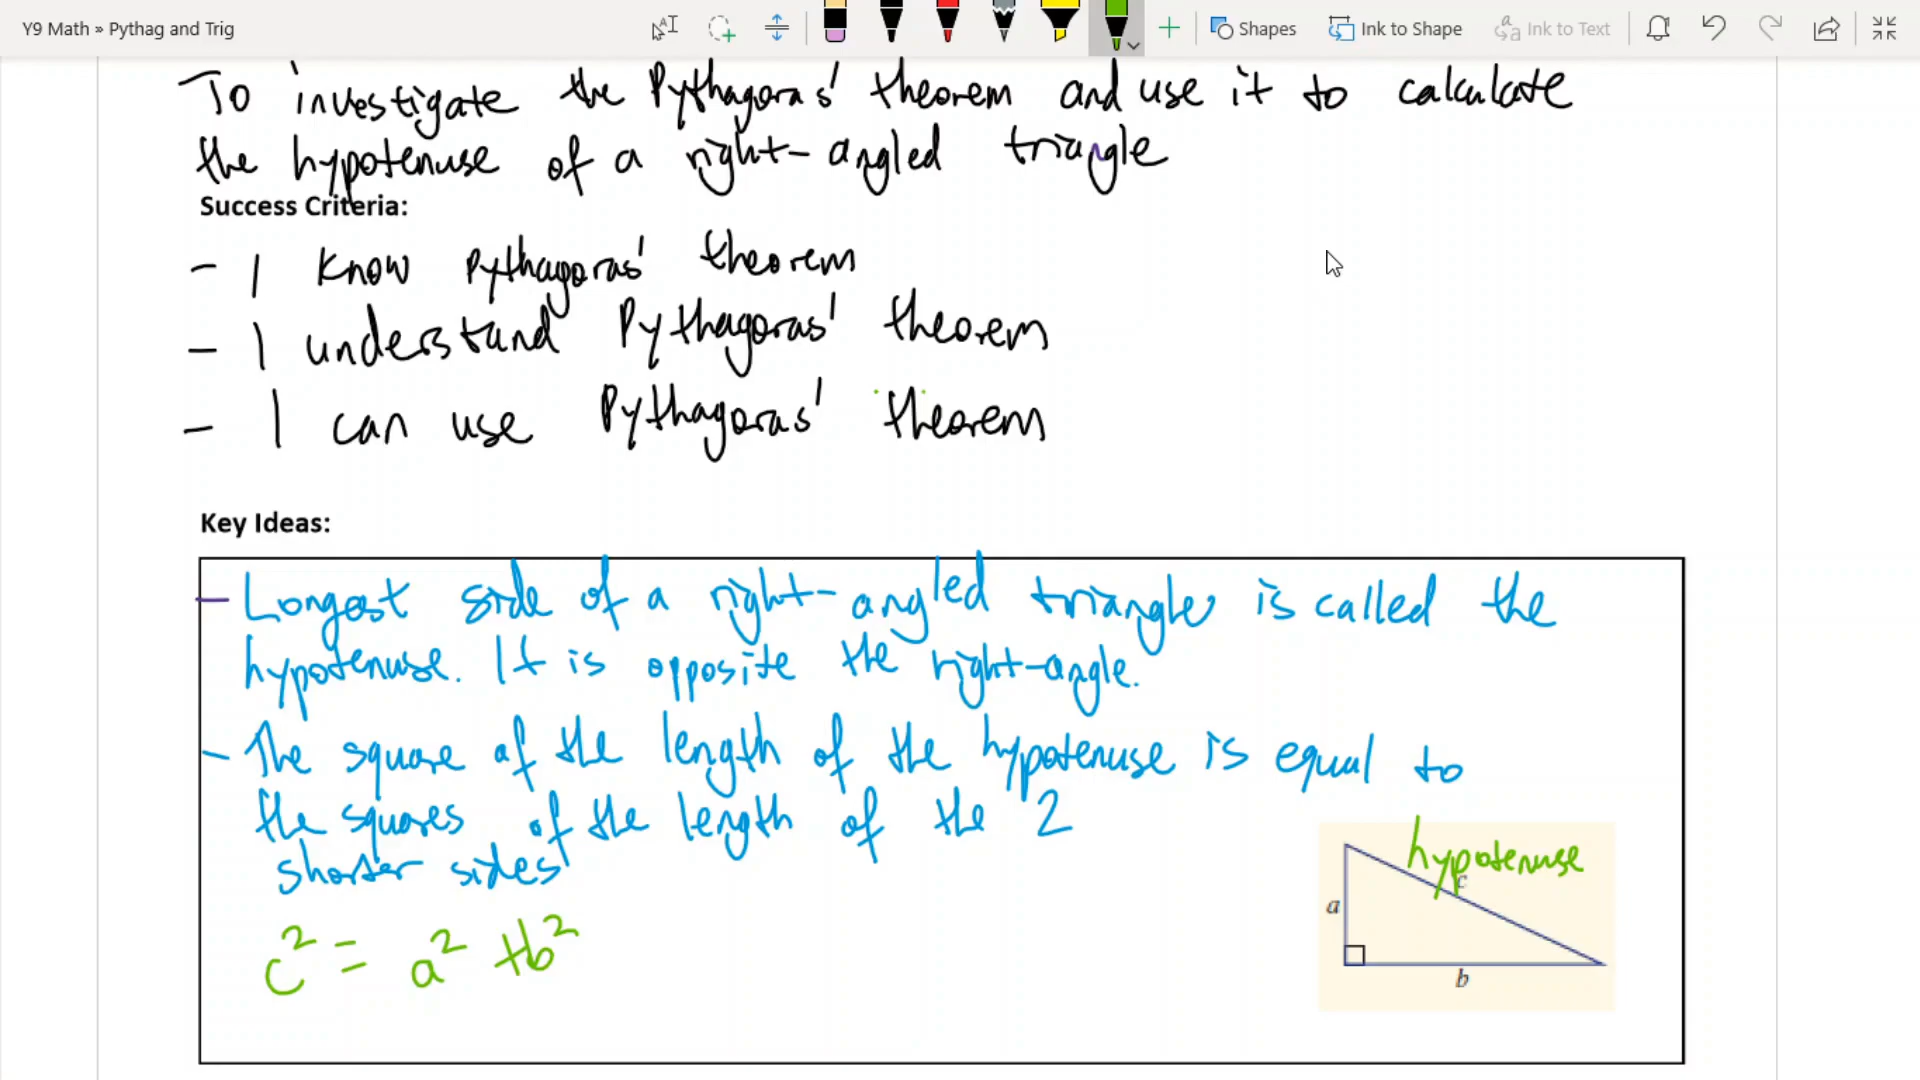 Y9 Math » Pythag and Trig
Shapes
Ink to Shape
Ink to Text
To investigate the Pythagoras' theorem and use it to calculate
the hypotenuse of a right-angled triangle
Success Criteria:
- I know Pythagoras' theorem
- I understand Pythagoras' theorem
- I can use Pythagoras' theorem
Key Ideas:
- Longest side of a right-angled triangle is called the
hypotenuse. It is opposite the right-angle.
- The square of the length of the hypotenuse is equal to
the squares of the length of the 2
shorter sides
c² = a² + b²
hypotenuse
c
a
b